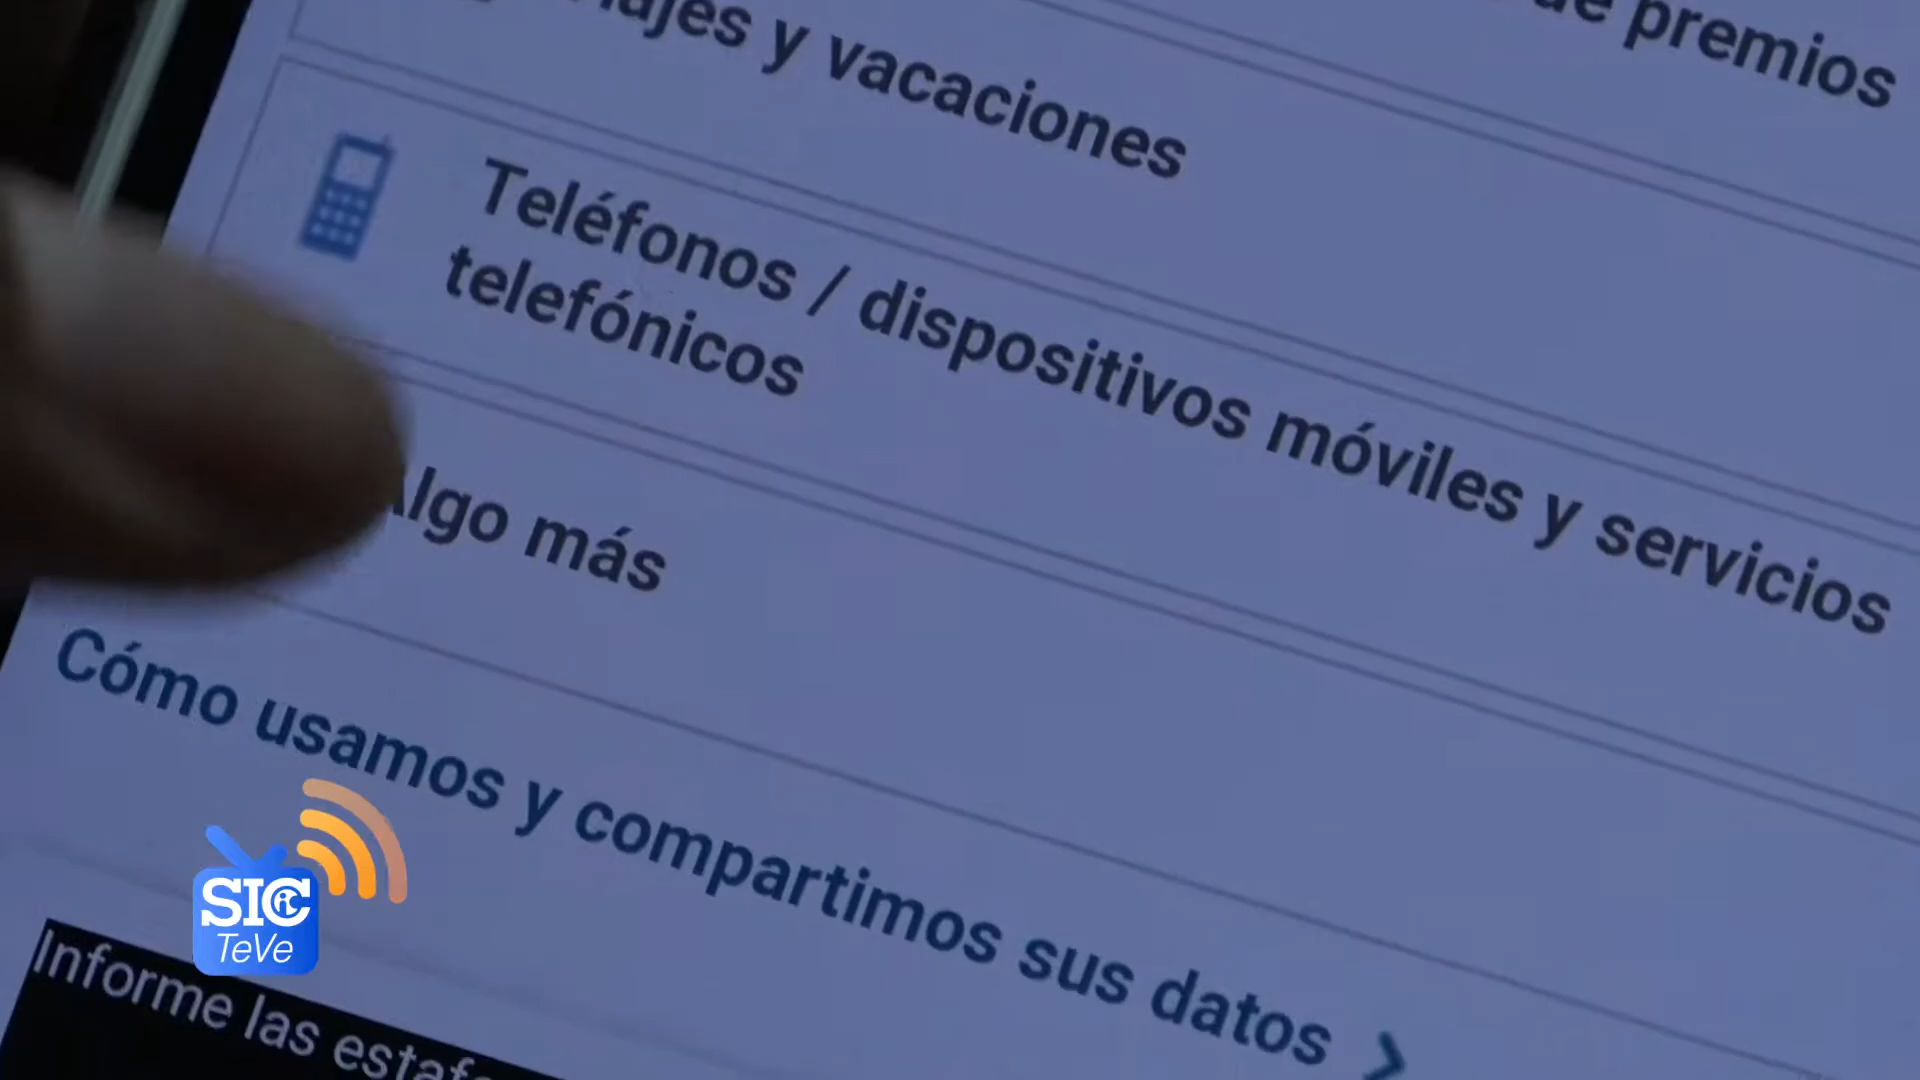 de premios
y vacaciones
Teléfonos / dispositivos móviles y servicios
telefónicos
Algo más
Cómo usamos y compartimos sus datos
Informe las
SIC
TeVe